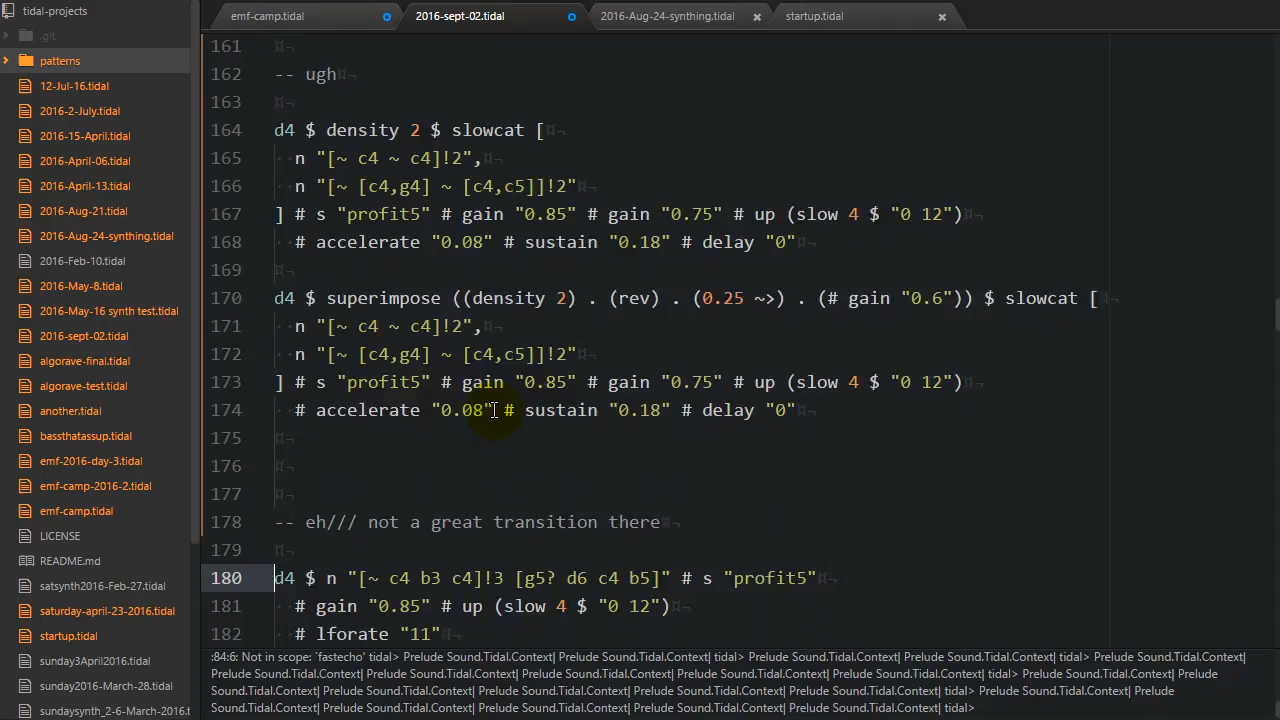 tidal-projects
.git
patterns
12-Jul-16.tidal
2016-2-July.tidal
2016-15-April.tidal
2016-April-06.tidal
2016-April-13.tidal
2016-Aug-21.tidal
2016-Aug-24-synthing.tidal
2016-Feb-10.tidal
2016-May-8.tidal
2016-May-16 synth test.tidal
2016-sept-02.tidal
algorave-final.tidal
algorave-test.tidal
another.tidal
bassthatassup.tidal
emf-2016-day-3.tidal
emf-camp-2016-2.tidal
emf-camp.tidal
LICENSE
README.md
satsynth2016-Feb-27.tidal
saturday-april-23-2016.tidal
startup.tidal
sunday3April2016.tidal
sunday2016-March-28.tidal
sundaysynth_2-6-March-2016.t
emf-camp.tidal 2016-sept-02.tidal 2016-Aug-24-synthing.tidal startup.tidal
161
162 -- ugh
163
164 d4 $ density 2 $ slowcat [
165 n "[~ c4 ~ c4]!2",
166 n "[~ [c4,g4] ~ [c4,c5]]!2"
167 ] # s "profit5" # gain "0.85" # gain "0.75" # up (slow 4 $ "0 12")
168 # accelerate "0.08" # sustain "0.18" # delay "0"
169
170 d4 $ superimpose ((density 2) . (rev) . (0.25 ~>) . (# gain "0.6")) $ slowcat [
171 n "[~ c4 ~ c4]!2",
172 n "[~ [c4,g4] ~ [c4,c5]]!2"
173 ] # s "profit5" # gain "0.85" # gain "0.75" # up (slow 4 $ "0 12")
174 # accelerate "0.08" # sustain "0.18" # delay "0"
175
176
177
178 -- eh/// not a great transition there
179
180 d4 $ n "[~ c4 b3 c4]!3 [g5? d6 c4 b5]" # s "profit5"
181 # gain "0.85" # up (slow 4 $ "0 12")
182 # lforate "11"
:84:6: Not in scope: 'fastecho' tidal> Prelude Sound.Tidal.Context| Prelude Sound.Tidal.Context| tidal> Prelude Sound.Tidal.Context| tidal> Prelude Sound.Tidal.Context|
Prelude Sound.Tidal.Context| Prelude Sound.Tidal.Context| Prelude Sound.Tidal.Context| Prelude Sound.Tidal.Context| tidal> Prelude Sound.Tidal.Context| Prelude
Sound.Tidal.Context| Prelude Sound.Tidal.Context| Prelude Sound.Tidal.Context| Prelude Sound.Tidal.Context| tidal> Prelude Sound.Tidal.Context| Prelude
Sound.Tidal.Context| Prelude Sound.Tidal.Context| Prelude Sound.Tidal.Context| Prelude Sound.Tidal.Context| tidal>